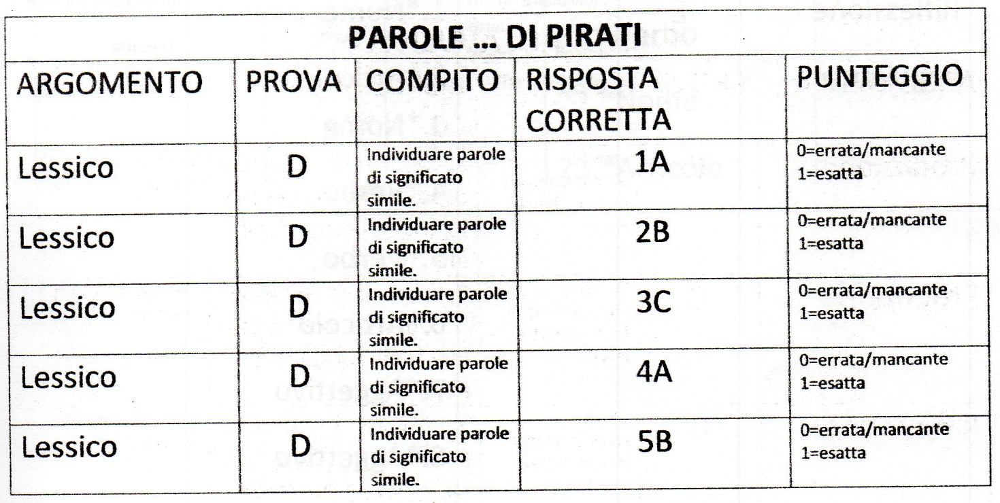 PAROLE ... DI PIRATI
ARGOMENTO PROVA COMPITO RISPOSTA CORRETTA PUNTEGGIO
Lessico D Individuare parole di significato simile. 1A 0=errata/mancante 1=esatta
Lessico D Individuare parole di significato simile. 2B 0=errata/mancante 1=esatta
Lessico D Individuare parole di significato simile. 3C 0=errata/mancante 1=esatta
Lessico D Individuare parole di significato simile. 4A 0=errata/mancante 1=esatta
Lessico D Individuare parole di significato simile. 5B 0=errata/mancante 1=esatta